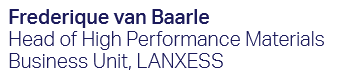 Frederique van Baarle
Head of High Performance Materials
Business Unit, LANXESS